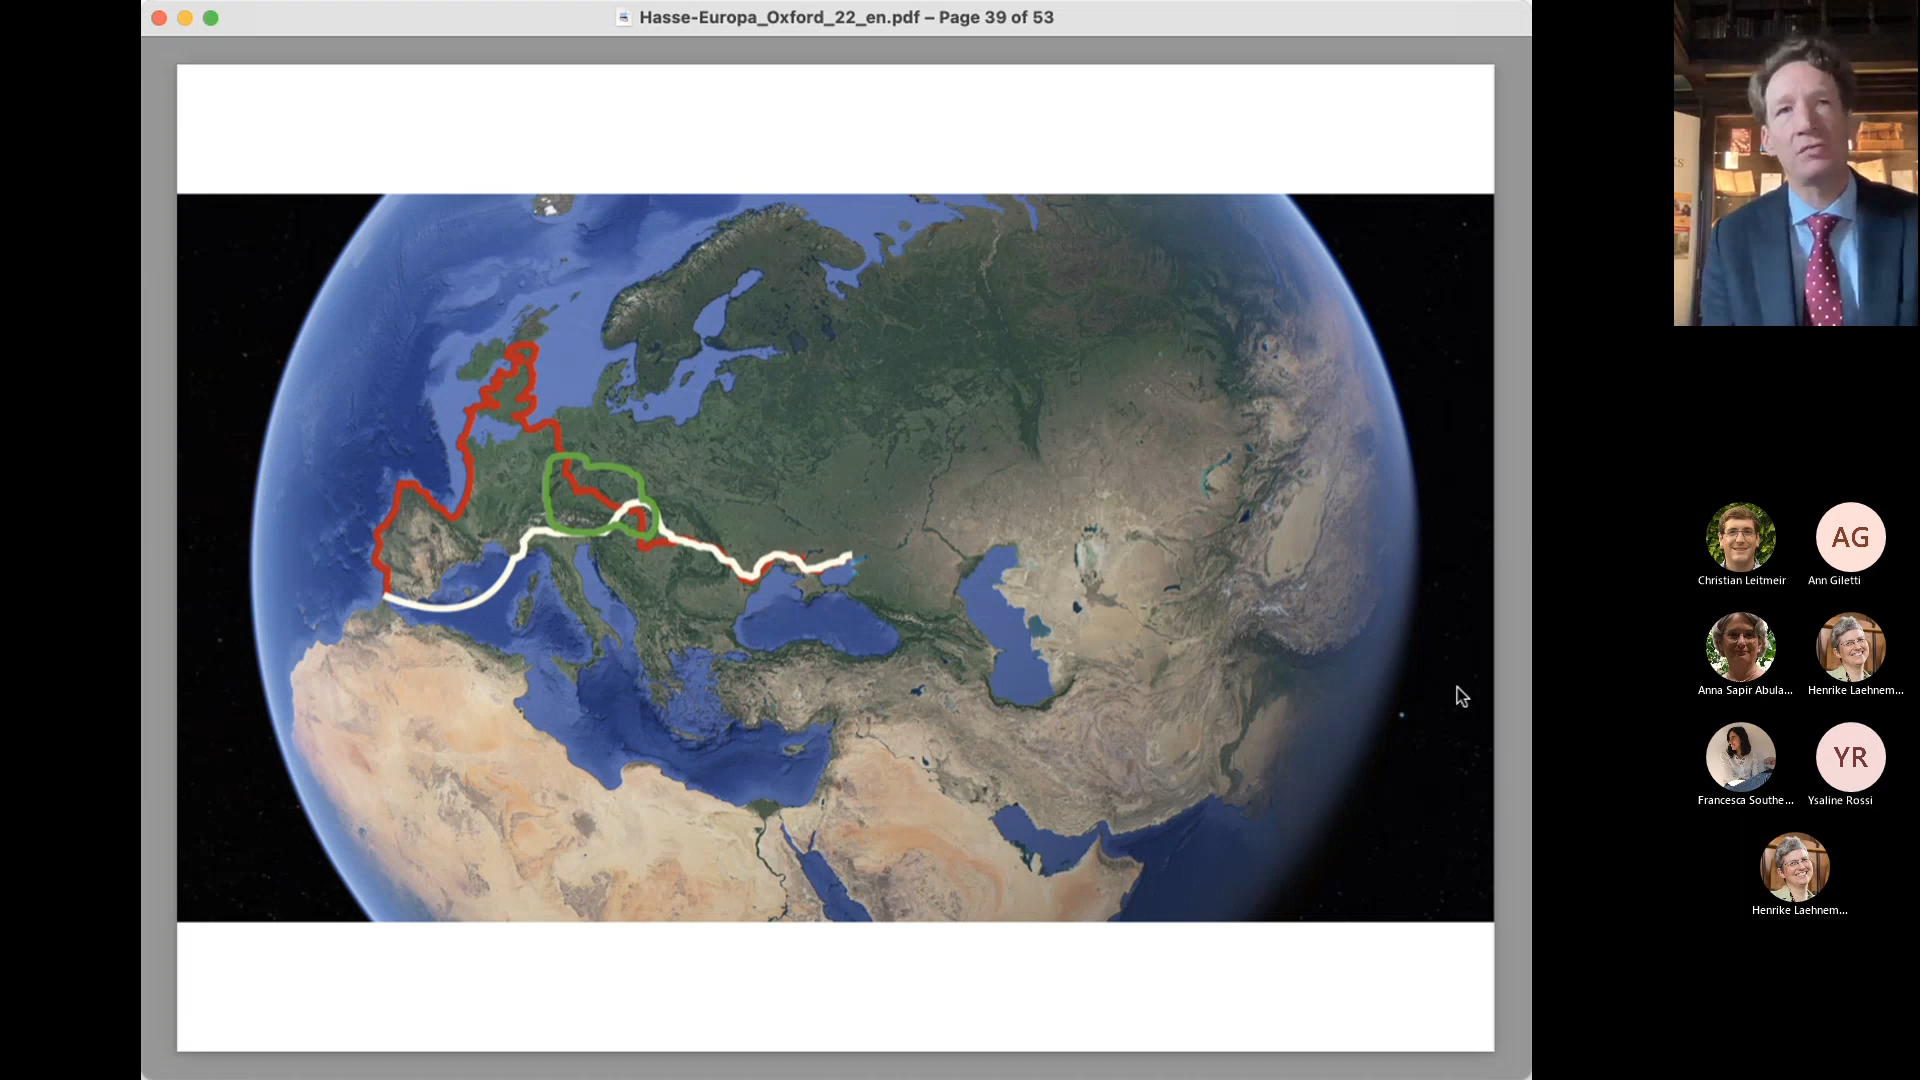 Hasse-Europa_Oxford_22_en.pdf – Page 39 of 53
AG
Christian Leitmeir
Ann Giletti
Anna Sapir Abula...
Henrike Laehnem...
YR
Francesca Southe...
Ysaline Rossi
Henrike Laehnem...